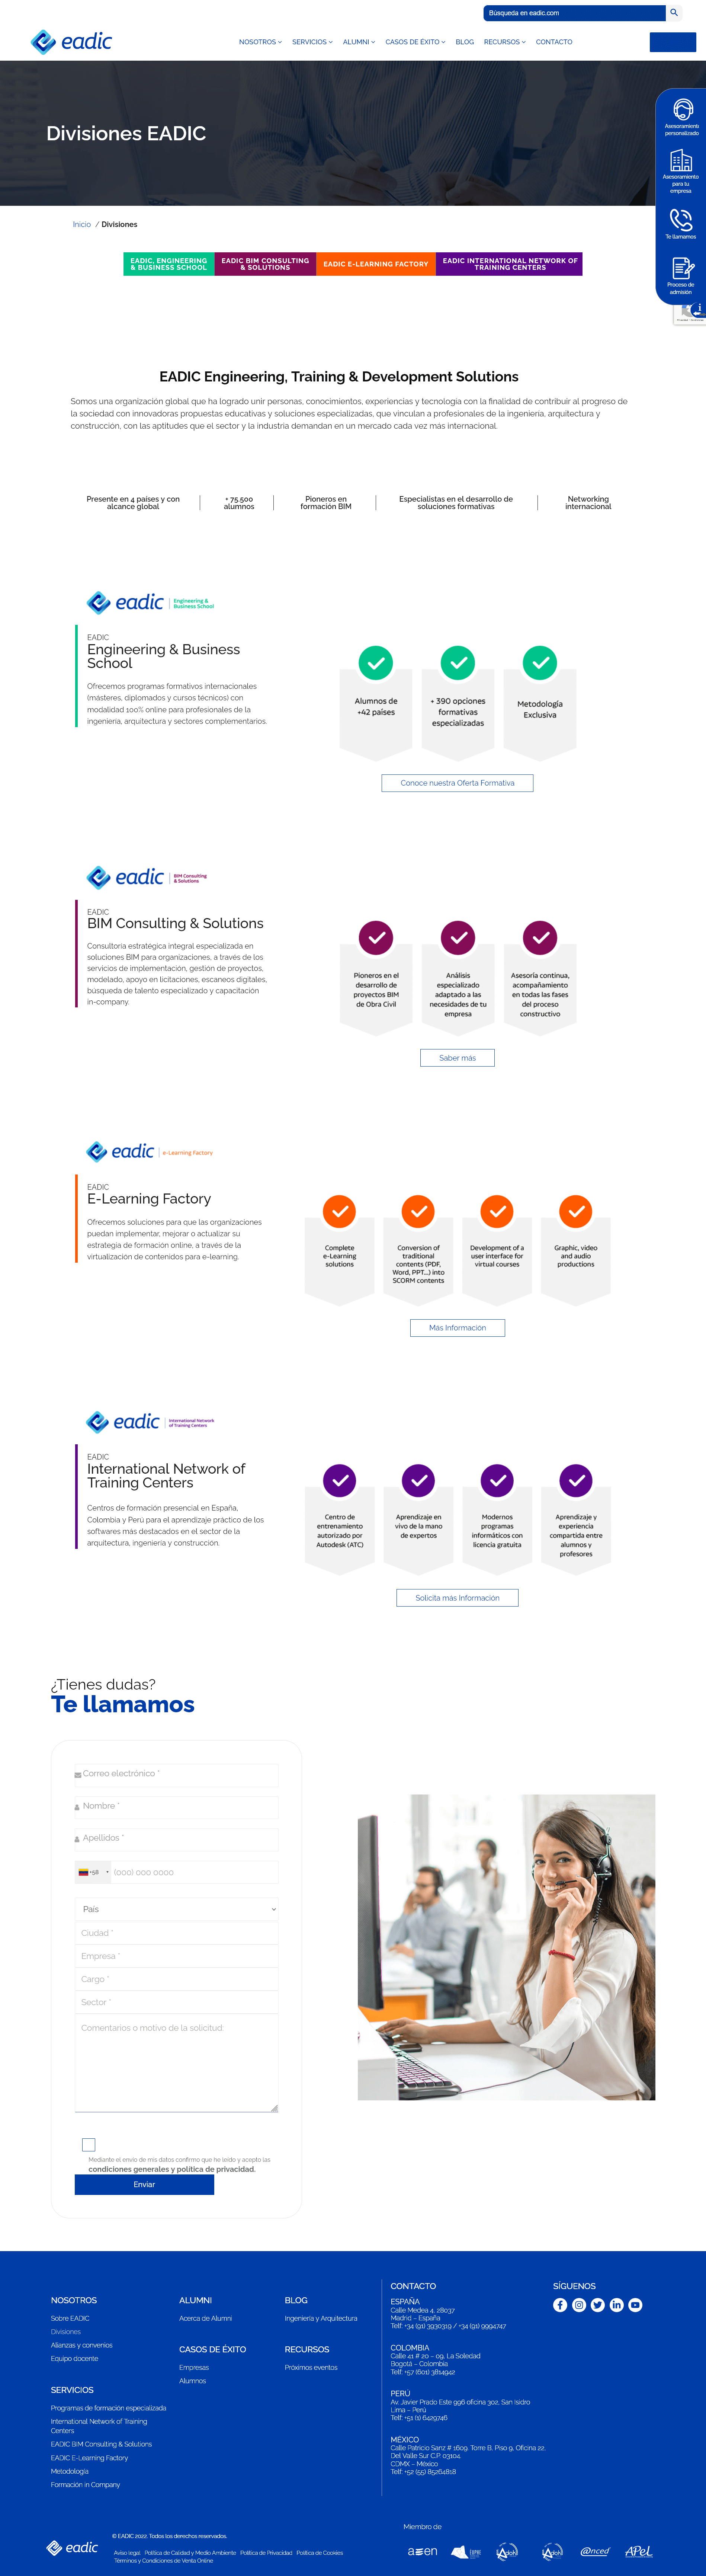 Búsqueda en eadic.com
eadic
NOSOTROS
SERVICIOS
ALUMNI
CASOS DE ÉXITO
BLOG
RECURSOS
CONTACTO
Divisiones EADIC
Asesoramiento
personalizado
Asesoramiento
para tu
empresa
Te llamamos
Proceso de
admisión
Inicio / Divisiones
EADIC, ENGINEERING
& BUSINESS SCHOOL
EADIC BIM CONSULTING
& SOLUTIONS
EADIC E-LEARNING FACTORY
EADIC INTERNATIONAL NETWORK OF
TRAINING CENTERS
EADIC Engineering, Training & Development Solutions
Somos una organización global que ha logrado unir personas, conocimientos, experiencias y tecnología con la finalidad de contribuir al progreso de
la sociedad con innovadoras propuestas educativas y soluciones especializadas, que vinculan a profesionales de la ingeniería, arquitectura y
construcción, con las aptitudes que el sector y la industria demandan en un mercado cada vez más internacional.
Presente en 4 países y con
alcance global
+ 75.500
alumnos
Pioneros en
formación BIM
Especialistas en el desarrollo de
soluciones formativas
Networking
internacional
eadic
Engineering &
Business School
EADIC
Engineering & Business
School
Ofrecemos programas formativos internacionales
(másteres, diplomados y cursos técnicos) con
modalidad 100% online para profesionales de la
ingeniería, arquitectura y sectores complementarios.
Alumnos de
+42 países
+ 390 opciones
formativas
especializadas
Metodología
Exclusiva
Conoce nuestra Oferta Formativa
eadic
BIM Consulting
& Solutions
EADIC
BIM Consulting & Solutions
Consultoría estratégica integral especializada en
soluciones BIM para organizaciones, a través de los
servicios de implementación, gestión de proyectos,
modelado, apoyo en licitaciones, escaneos digitales,
búsqueda de talento especializado y capacitación
in-company.
Pioneros en el
desarrollo de
proyectos BIM
de Obra Civil
Análisis
especializado
adaptado a las
necesidades de tu
empresa
Asesoría continua,
acompañamiento
en todas las fases
del proceso
constructivo
Saber más
eadic
e-Learning Factory
EADIC
E-Learning Factory
Ofrecemos soluciones para que las organizaciones
puedan implementar, mejorar o actualizar su
estrategia de formación online, a través de la
virtualización de contenidos para e-learning.
Complete
e-Learning
solutions
Conversion of
traditional
contents (PDF,
Word, PPT...) into
SCORM contents
Development of a
user interface for
virtual courses
Graphic, video
and audio
productions
Más Información
eadic
International Network
of Training Centers
EADIC
International Network of
Training Centers
Centros de formación presencial en España,
Colombia y Perú para el aprendizaje práctico de los
softwares más destacados en el sector de la
arquitectura, ingeniería y construcción.
Centro de
entrenamiento
autorizado por
Autodesk (ATC)
Aprendizaje en
vivo de la mano
de expertos
Modernos
programas
informáticos con
licencia gratuita
Aprendizaje y
experiencia
compartida entre
alumnos y
profesores
Solicita más Información
¿Tienes dudas?
Te llamamos
Correo electrónico *
Nombre *
Apellidos *
+58
(000) 000 0000
País
Ciudad *
Empresa *
Cargo *
Sector *
Comentarios o motivo de la solicitud:
Mediante el envío de mis datos confirmo que he leído y acepto las
condiciones generales y política de privacidad.
Enviar
NOSOTROS
Sobre EADIC
Divisiones
Alianzas y convenios
Equipo docente
SERVICIOS
Programas de formación especializada
International Network of Training
Centers
EADIC BIM Consulting & Solutions
EADIC E-Learning Factory
Metodología
Formación in Company
ALUMNI
Acerca de Alumni
CASOS DE ÉXITO
Empresas
Alumnos
BLOG
Ingeniería y Arquitectura
RECURSOS
Próximos eventos
CONTACTO
ESPAÑA
Calle Medea 4, 28037
Madrid – España
Telf: +34 (91) 3930319 / +34 (91) 9994747
COLOMBIA
Calle 41 # 20 – 09, La Soledad
Bogotá – Colombia
Telf: +57 (601) 3814942
PERÚ
Av. Javier Prado Este 996 oficina 302, San Isidro
Lima – Perú
Telf: +51 (1) 6429746
MÉXICO
Calle Patricio Sanz # 1609. Torre B. Piso 9, Oficina 22.
Del Valle Sur C.P. 03104.
CDMX – México
Telf: +52 (55) 85264818
SÍGUENOS
eadic
© EADIC 2022. Todos los derechos reservados.
Aviso legal Política de Calidad y Medio Ambiente Política de Privacidad Política de Cookies
Términos y Condiciones de Venta Online
Miembro de
@nced
APeL